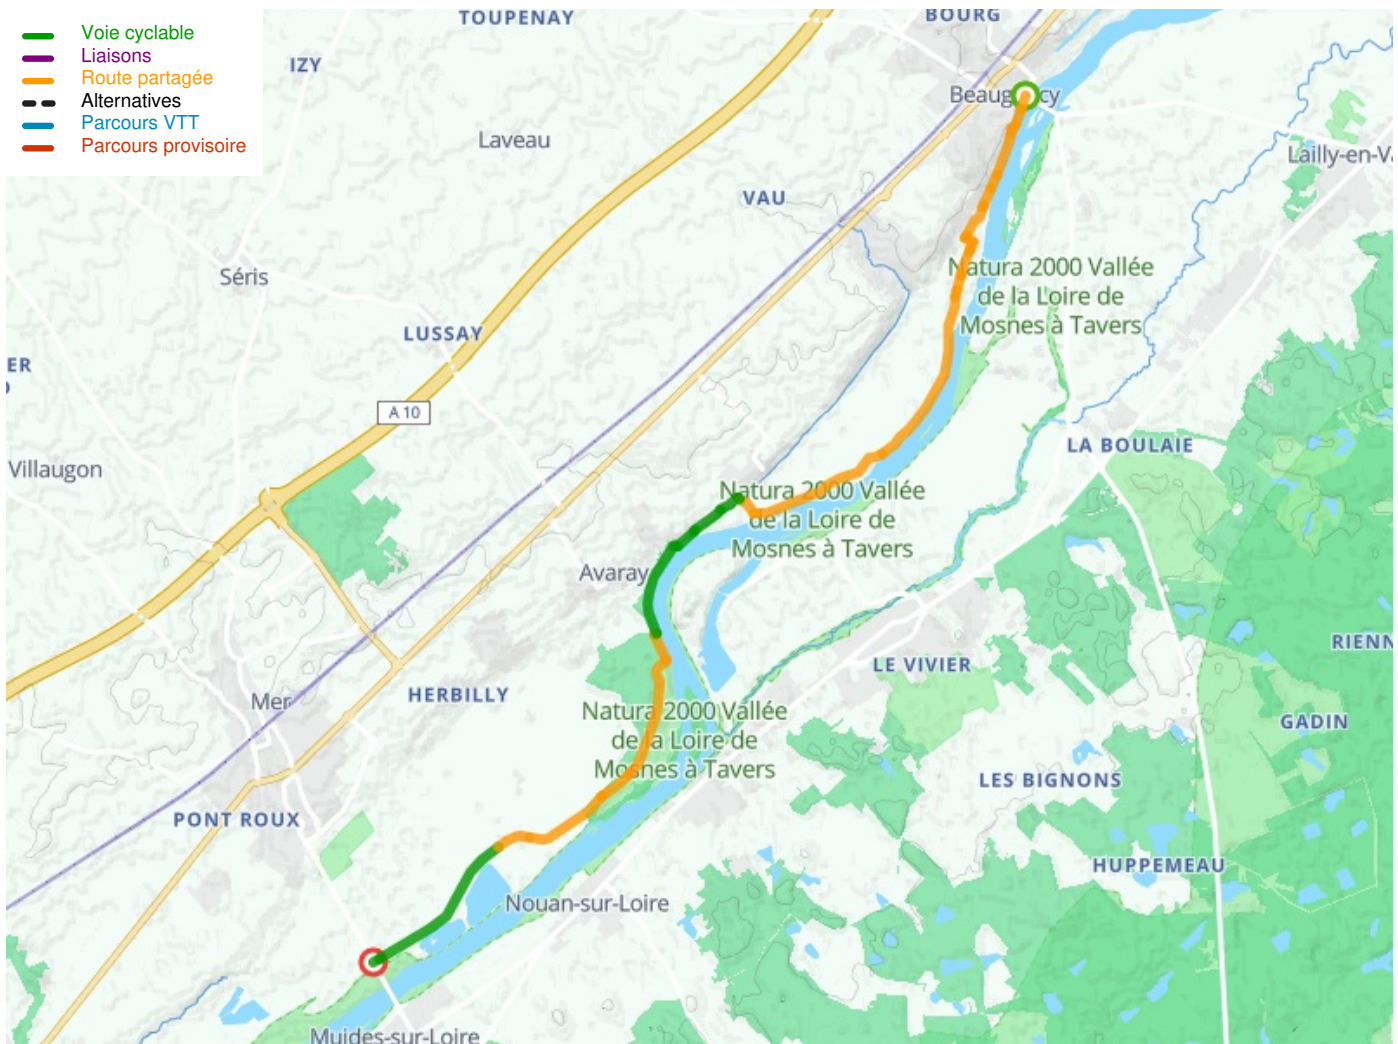 Voie cyclable
Liaisons
Route partagée
Alternatives
Parcours VTT
Parcours provisoire
TOUPENAY
BOURG
IZY
Laveau
Lailly-en-Va
VAU
Séris
Natura 2000 Vallée
de la Loire de
Mosnes à Tavers
LUSSAY
ER
A 10
LA BOULAIE
Villaugon
Natura 2000 Vallée
de la Loire de
Mosnes à Tavers
Avaray
RIENN
LE VIVIER
HERBILLY
Mer
Natura 2000 Vallée
de la Loire de
Mosnes à Tavers
GADIN
LES BIGNONS
PONT ROUX
HUPPEMEAU
Nouan-sur-Loire
Muides-sur-Loire